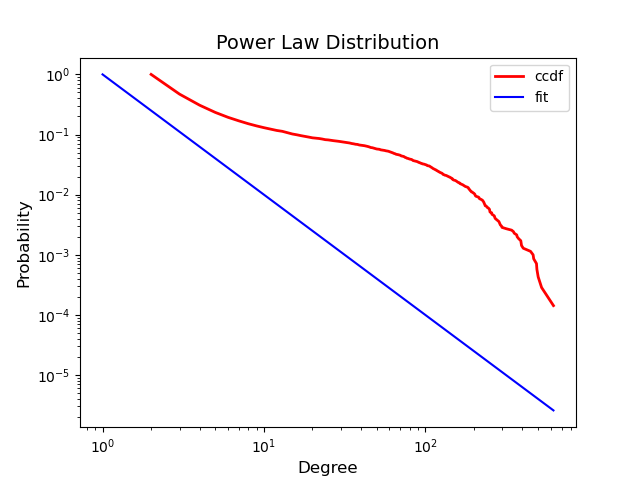 Power Law Distribution
ccdf
fit
10⁰
10⁻¹
10⁻²
10⁻³
10⁻⁴
10⁻⁵
Probability
10⁰ 10¹ 10²
Degree